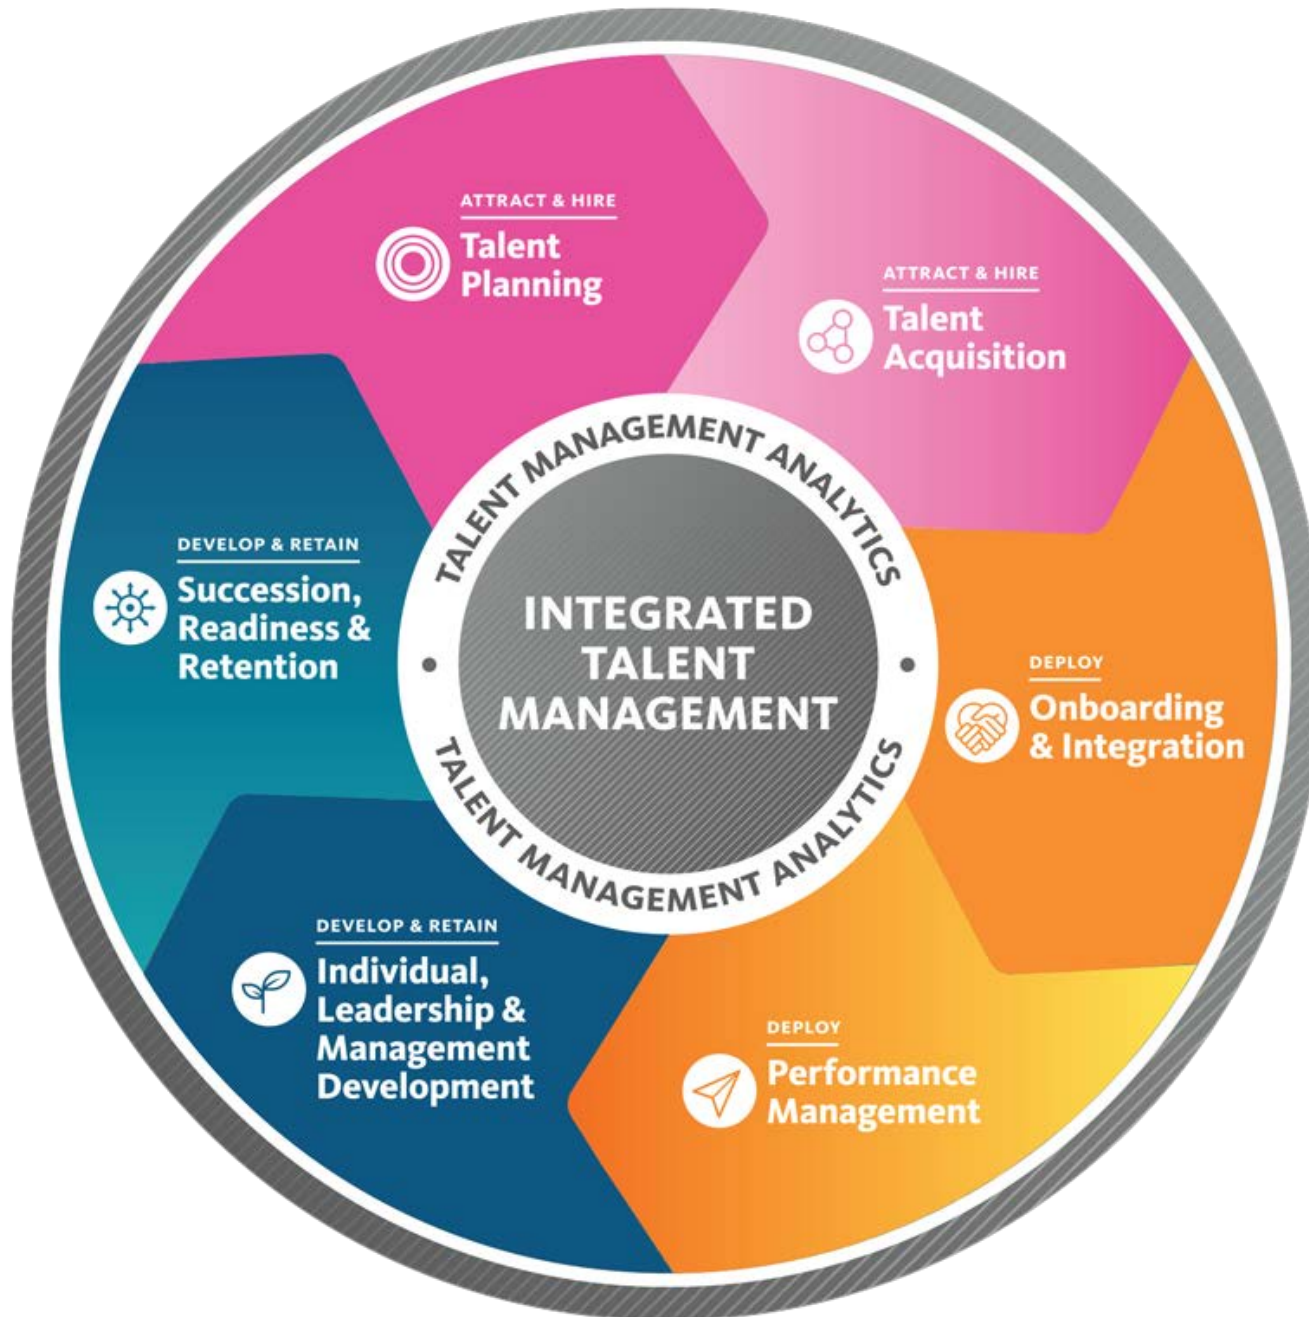 ATTRACT & HIRE
Talent
Planning
ATTRACT & HIRE
Talent
Acquisition
DEPLOY
Onboarding
& Integration
DEPLOY
Performance
Management
DEVELOP & RETAIN
Individual,
Leadership &
Management
Development
DEVELOP & RETAIN
Succession,
Readiness &
Retention
TALENT MANAGEMENT ANALYTICS
INTEGRATED
TALENT
MANAGEMENT
TALENT MANAGEMENT ANALYTICS